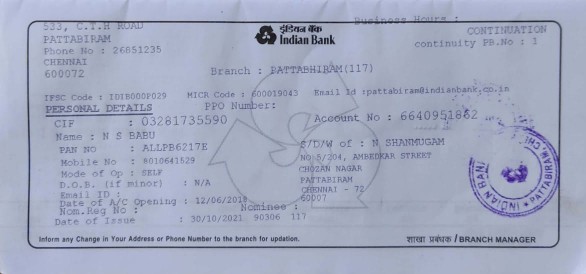 533, C.T.H ROAD
PATTABIRAM
Phone No : 26851235
CHENNAI
600072
इंडियन बैंक
Indian Bank
Business Hours :
CONTINUATION
continuity PB.No : 1
Branch : PATTABHIRAM(117)
IFSC Code : IDIB000P029 MICR Code : 600019043 Email Id :pattabiram@indianbank.co.in
PERSONAL DETAILS PPO Number:
CIF : 03281735590 Account No : 6640951862
Name : N S BABU S/D/W of : N SHANMUGAM
PAN NO : ALLPB6217E NO 5/204, AMBEDKAR STREET
Mobile No : 8010641529 CHOZAN NAGAR
Mode of Op : SELF PATTABIRAM
D.O.B. (if minor) : N/A CHENNAI - 72
Email ID : 60007
Date of A/C Opening : 12/06/2018
Nom.Reg No : Nominee :
Date of Issue : 30/10/2021 90306 117
INDIAN BANK PATTABIRAM, CH
Inform any Change in Your Address or Phone Number to the branch for updation.
शाखा प्रबंधक / BRANCH MANAGER